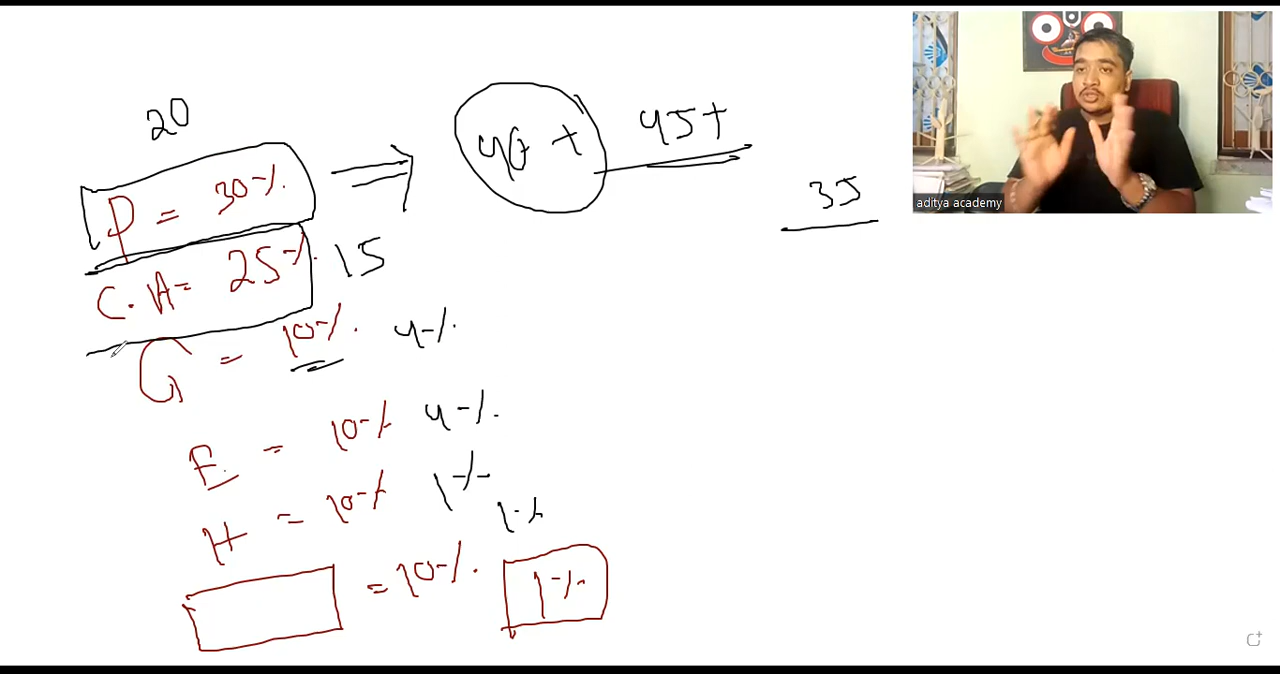 20
P = 30% ⇒ 40+ 45+
35
C.A = 25% 15
G = 10% 4%
E = 10% 4%
H = 10% 1%
1%
= 10% 1%
aditya academy